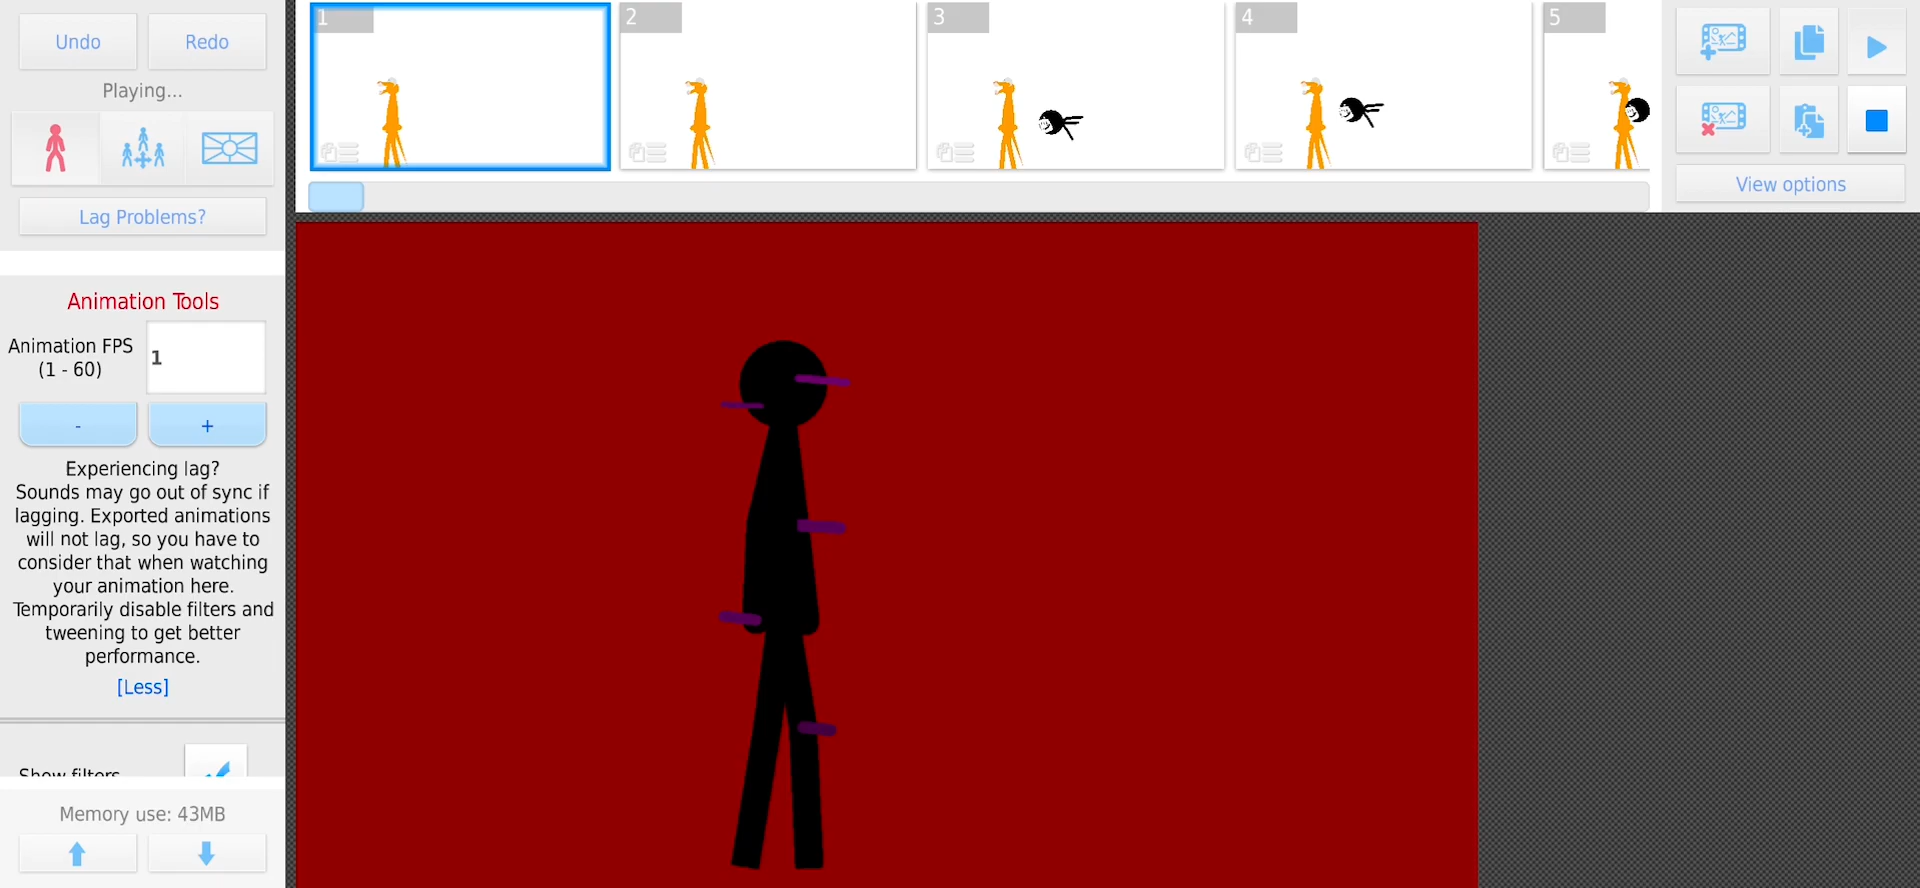 Undo
Redo
Playing...
Lag Problems?
1
2
3
4
5
View options
Animation Tools
Animation FPS
(1 - 60)
1
-
+
Experiencing lag?
Sounds may go out of sync if
lagging. Exported animations
will not lag, so you have to
consider that when watching
your animation here.
Temporarily disable filters and
tweening to get better
performance.
[Less]
Show filters
Memory use: 43MB